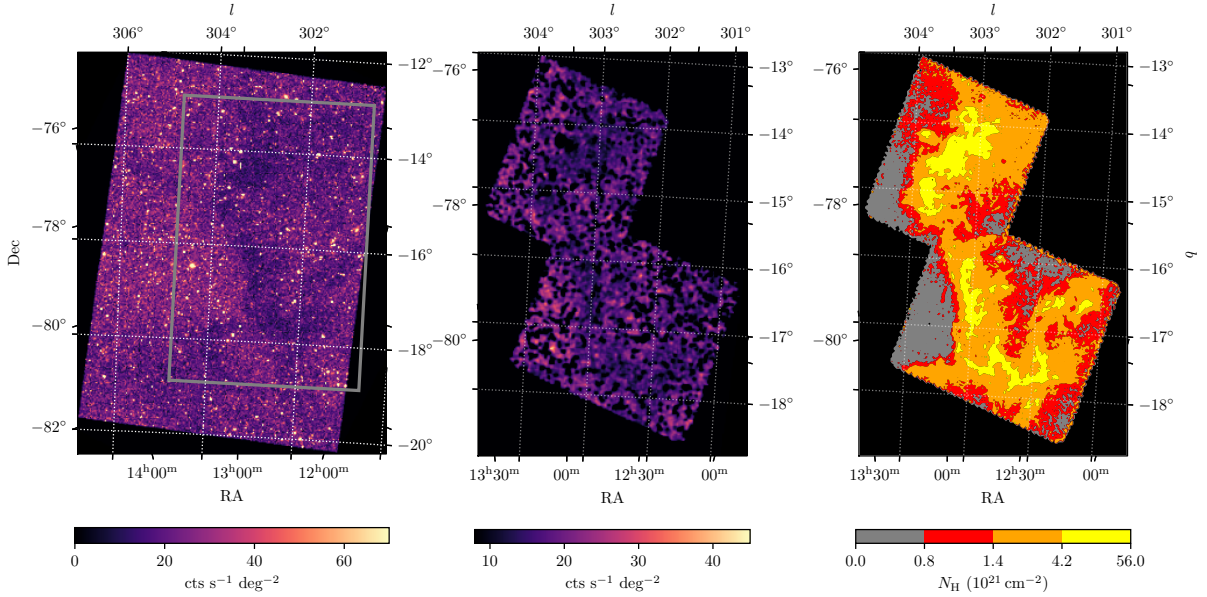 l
306° 304° 302°
−76°
−78°
−80°
−82°
Dec
−12°
−14°
−16°
−18°
−20°
14ʰ00ᵐ 13ʰ00ᵐ 12ʰ00ᵐ
RA
0 20 40 60
cts s⁻¹ deg⁻²
l
304° 303° 302° 301°
−76°
−78°
−80°
−13°
−14°
−15°
−16°
−17°
−18°
13ʰ30ᵐ 00ᵐ 12ʰ30ᵐ 00ᵐ
RA
10 20 30 40
cts s⁻¹ deg⁻²
l
304° 303° 302° 301°
−76°
−78°
−80°
−13°
−14°
−15°
−16°
−17°
−18°
b
13ʰ30ᵐ 00ᵐ 12ʰ30ᵐ 00ᵐ
RA
0.0 0.8 1.4 4.2 56.0
N_H (10²¹ cm⁻²)